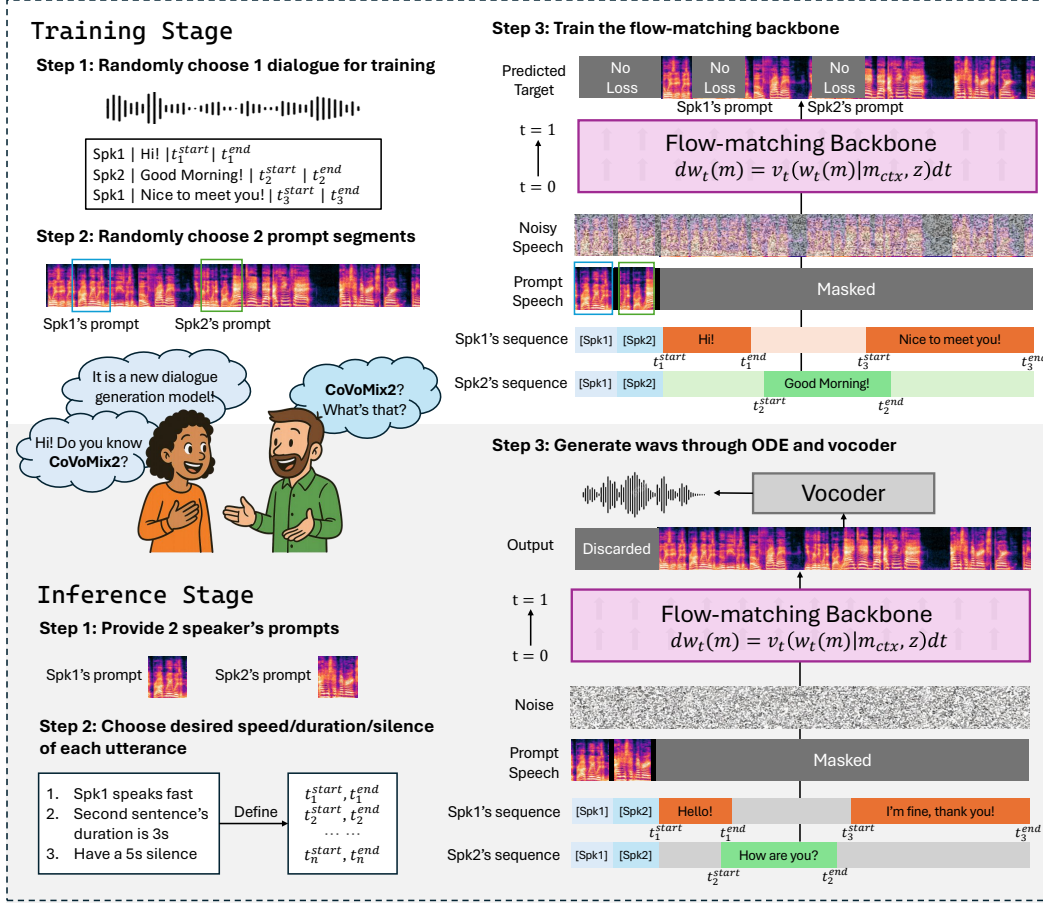 Training Stage
Step 1: Randomly choose 1 dialogue for training
Spk1 | Hi! |t_1^{start}| t_1^{end}
Spk2 | Good Morning! | t_2^{start} | t_2^{end}
Spk1 | Nice to meet you! | t_3^{start} | t_3^{end}
Step 2: Randomly choose 2 prompt segments
Spk1's prompt
Spk2's prompt
It is a new dialogue
generation model!
Hi! Do you know
CoVoMix2?
CoVoMix2?
What's that?
Step 3: Train the flow-matching backbone
Predicted
Target
No
Loss
No
Loss
No
Loss
Spk1's prompt
Spk2's prompt
t = 1
t = 0
Flow-matching Backbone
dw_t(m) = v_t(w_t(m)|m_{ctx}, z)dt
Noisy
Speech
Prompt
Speech
Masked
Spk1's sequence
[Spk1]
[Spk2]
Hi!
Nice to meet you!
t_1^{start}
t_1^{end}
t_3^{start}
t_3^{end}
Spk2's sequence
[Spk1]
[Spk2]
Good Morning!
t_2^{start}
t_2^{end}
Inference Stage
Step 1: Provide 2 speaker's prompts
Spk1's prompt
Spk2's prompt
Step 2: Choose desired speed/duration/silence
of each utterance
1. Spk1 speaks fast
2. Second sentence's
duration is 3s
3. Have a 5s silence
Define
t_1^{start}, t_1^{end}
t_2^{start}, t_2^{end}
... ...
t_n^{start}, t_n^{end}
Step 3: Generate wavs through ODE and vocoder
Vocoder
Output
Discarded
t = 1
t = 0
Flow-matching Backbone
dw_t(m) = v_t(w_t(m)|m_{ctx}, z)dt
Noise
Prompt
Speech
Masked
Spk1's sequence
[Spk1]
[Spk2]
Hello!
I'm fine, thank you!
t_1^{start}
t_1^{end}
t_3^{start}
t_3^{end}
Spk2's sequence
[Spk1]
[Spk2]
How are you?
t_2^{start}
t_2^{end}